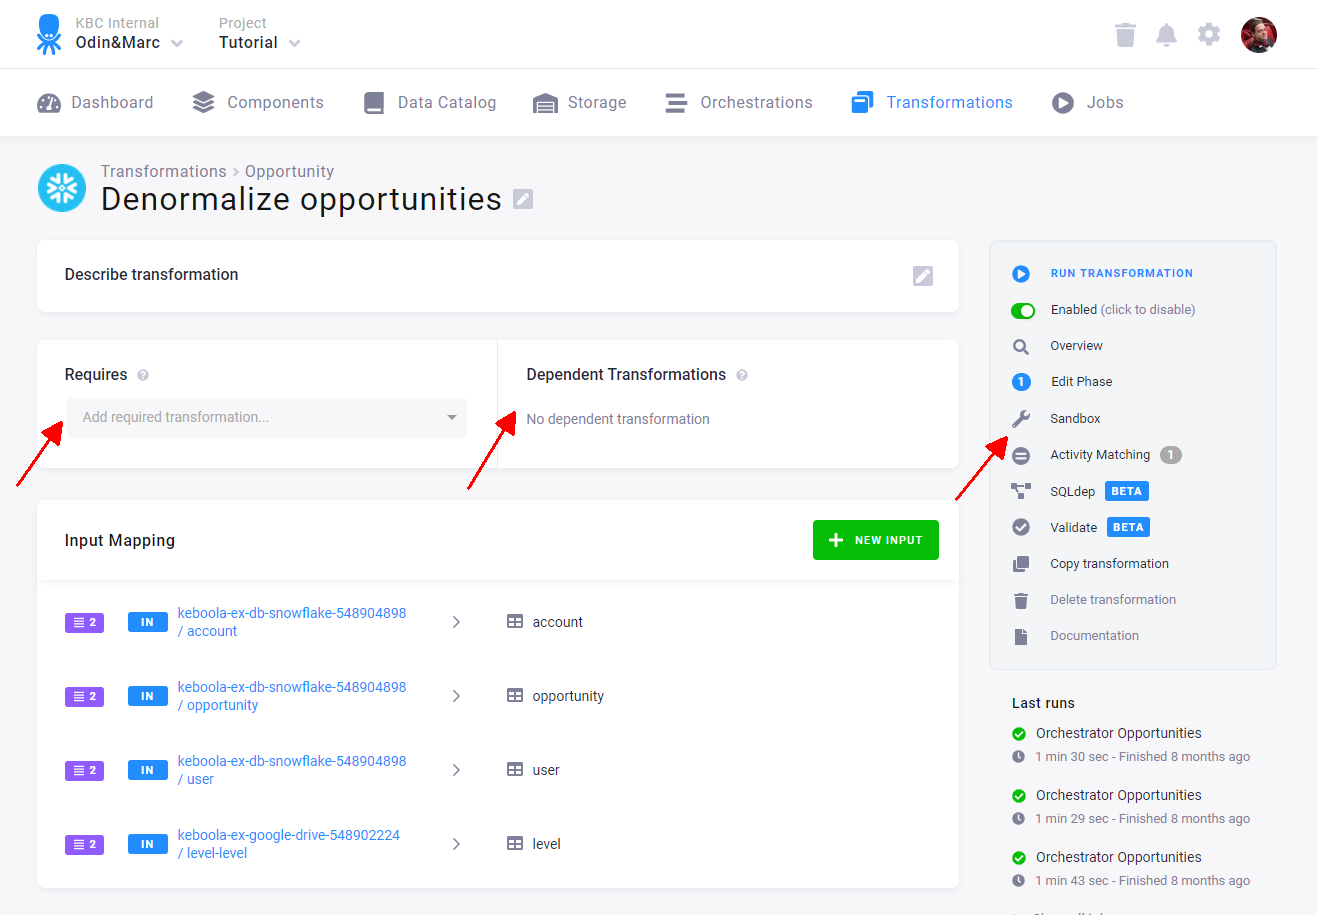 KBC Internal
Odin&Marc
Project
Tutorial
Dashboard
Components
Data Catalog
Storage
Orchestrations
Transformations
Jobs
Transformations › Opportunity
Denormalize opportunities
Describe transformation
Requires ?
Add required transformation...
Dependent Transformations ?
No dependent transformation
Input Mapping
NEW INPUT
2 IN keboola-ex-db-snowflake-548904898
/ account
account
2 IN keboola-ex-db-snowflake-548904898
/ opportunity
opportunity
2 IN keboola-ex-db-snowflake-548904898
/ user
user
2 IN keboola-ex-google-drive-548902224
/ level-level
level
RUN TRANSFORMATION
Enabled (click to disable)
Overview
1 Edit Phase
Sandbox
Activity Matching 1
SQLdep BETA
Validate BETA
Copy transformation
Delete transformation
Documentation
Last runs
Orchestrator Opportunities
1 min 30 sec - Finished 8 months ago
Orchestrator Opportunities
1 min 29 sec - Finished 8 months ago
Orchestrator Opportunities
1 min 43 sec - Finished 8 months ago